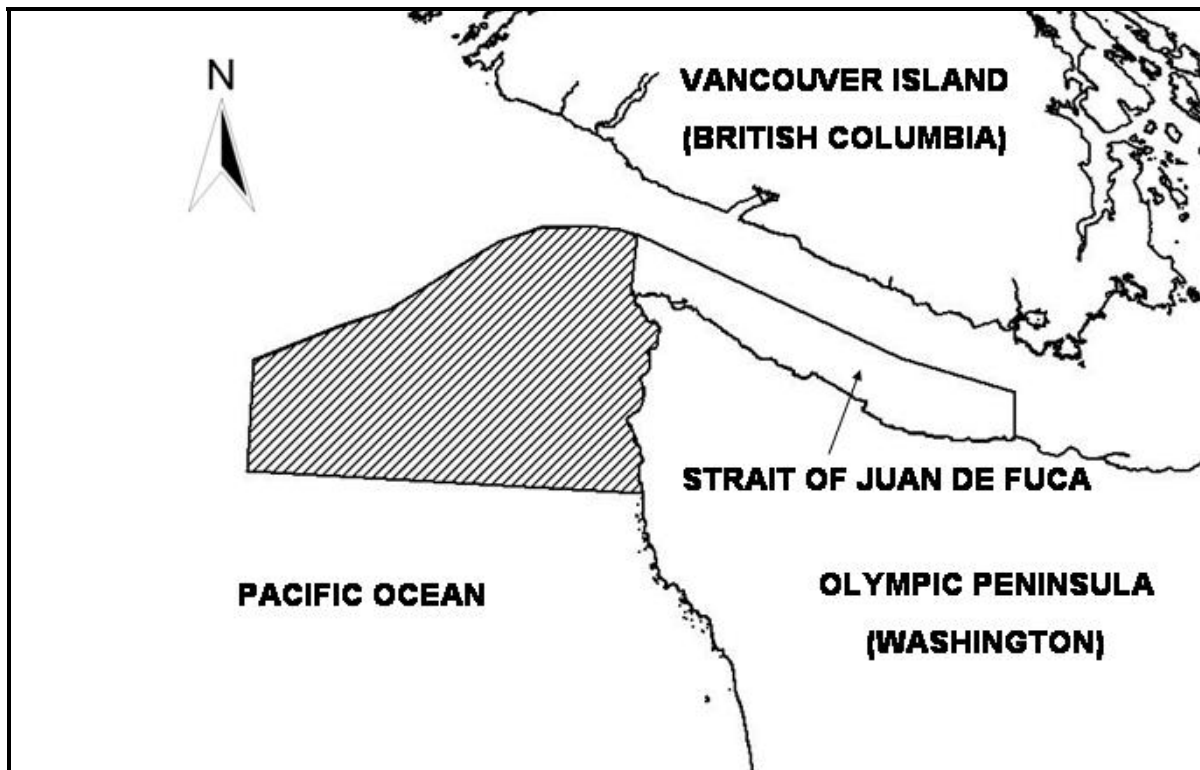 N
VANCOUVER ISLAND
(BRITISH COLUMBIA)
STRAIT OF JUAN DE FUCA
PACIFIC OCEAN
OLYMPIC PENINSULA
(WASHINGTON)